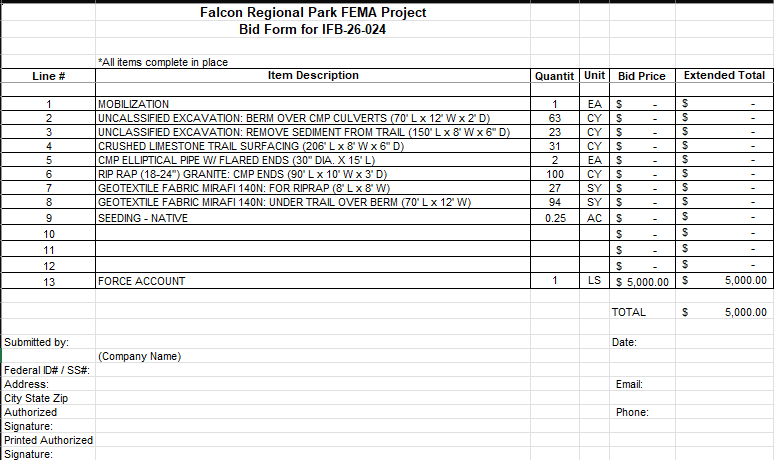 Falcon Regional Park FEMA Project
Bid Form for IFB-26-024
*All items complete in place
Line # Item Description Quantit Unit Bid Price Extended Total
1 MOBILIZATION 1 EA $ - $ -
2 UNCALSSIFIED EXCAVATION: BERM OVER CMP CULVERTS (70' L x 12' W x 2' D) 63 CY $ - $ -
3 UNCLASSIFIED EXCAVATION: REMOVE SEDIMENT FROM TRAIL (150' L x 8' W x 6" D) 23 CY $ - $ -
4 CRUSHED LIMESTONE TRAIL SURFACING (206' L x 8' W x 6" D) 31 CY $ - $ -
5 CMP ELLIPTICAL PIPE W/ FLARED ENDS (30" DIA. X 15' L) 2 EA $ - $ -
6 RIP RAP (18-24") GRANITE: CMP ENDS (90' L x 10' W x 3' D) 100 CY $ - $ -
7 GEOTEXTILE FABRIC MIRAFI 140N: FOR RIPRAP (8' L x 8' W) 27 SY $ - $ -
8 GEOTEXTILE FABRIC MIRAFI 140N: UNDER TRAIL OVER BERM (70' L x 12' W) 94 SY $ - $ -
9 SEEDING - NATIVE 0.25 AC $ - $ -
10 $ - $ -
11 $ - $ -
12 $ - $ -
13 FORCE ACCOUNT 1 LS $ 5,000.00 $ 5,000.00
TOTAL $ 5,000.00
Submitted by: Date:
(Company Name)
Federal ID# / SS#:
Address: Email:
City State Zip
Authorized Phone:
Signature:
Printed Authorized
Signature: